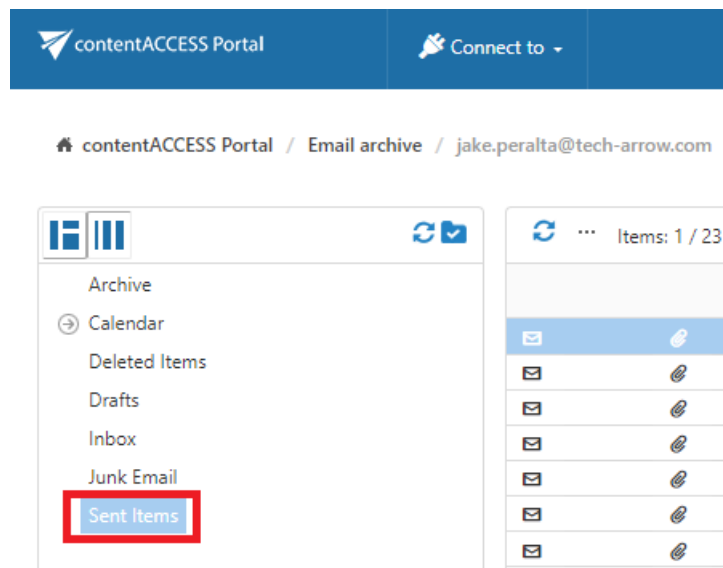 contentACCESS Portal
Connect to
contentACCESS Portal / Email archive / jake.peralta@tech-arrow.com
... Items: 1 / 23
Archive
Calendar
Deleted Items
Drafts
Inbox
Junk Email
Sent Items